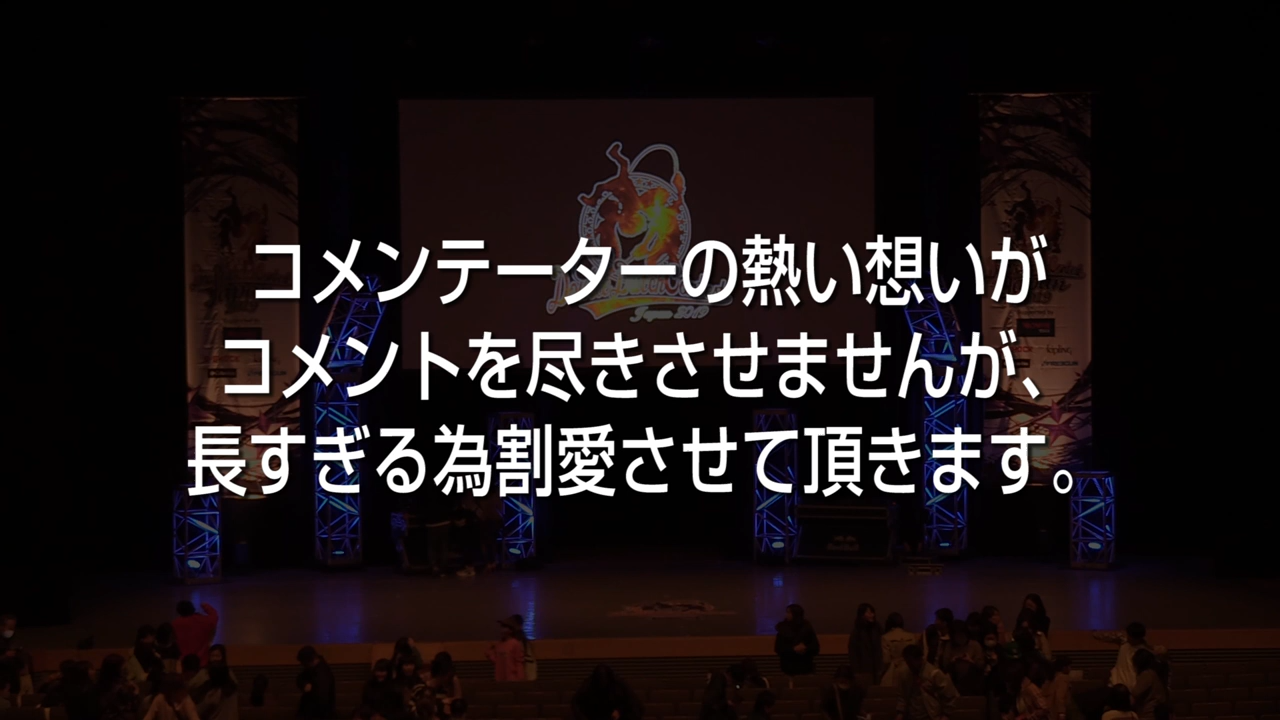 コメンテーターの熱い想いが
コメントを尽きさせませんが、
長すぎる為割愛させて頂きます。
Japan 2019